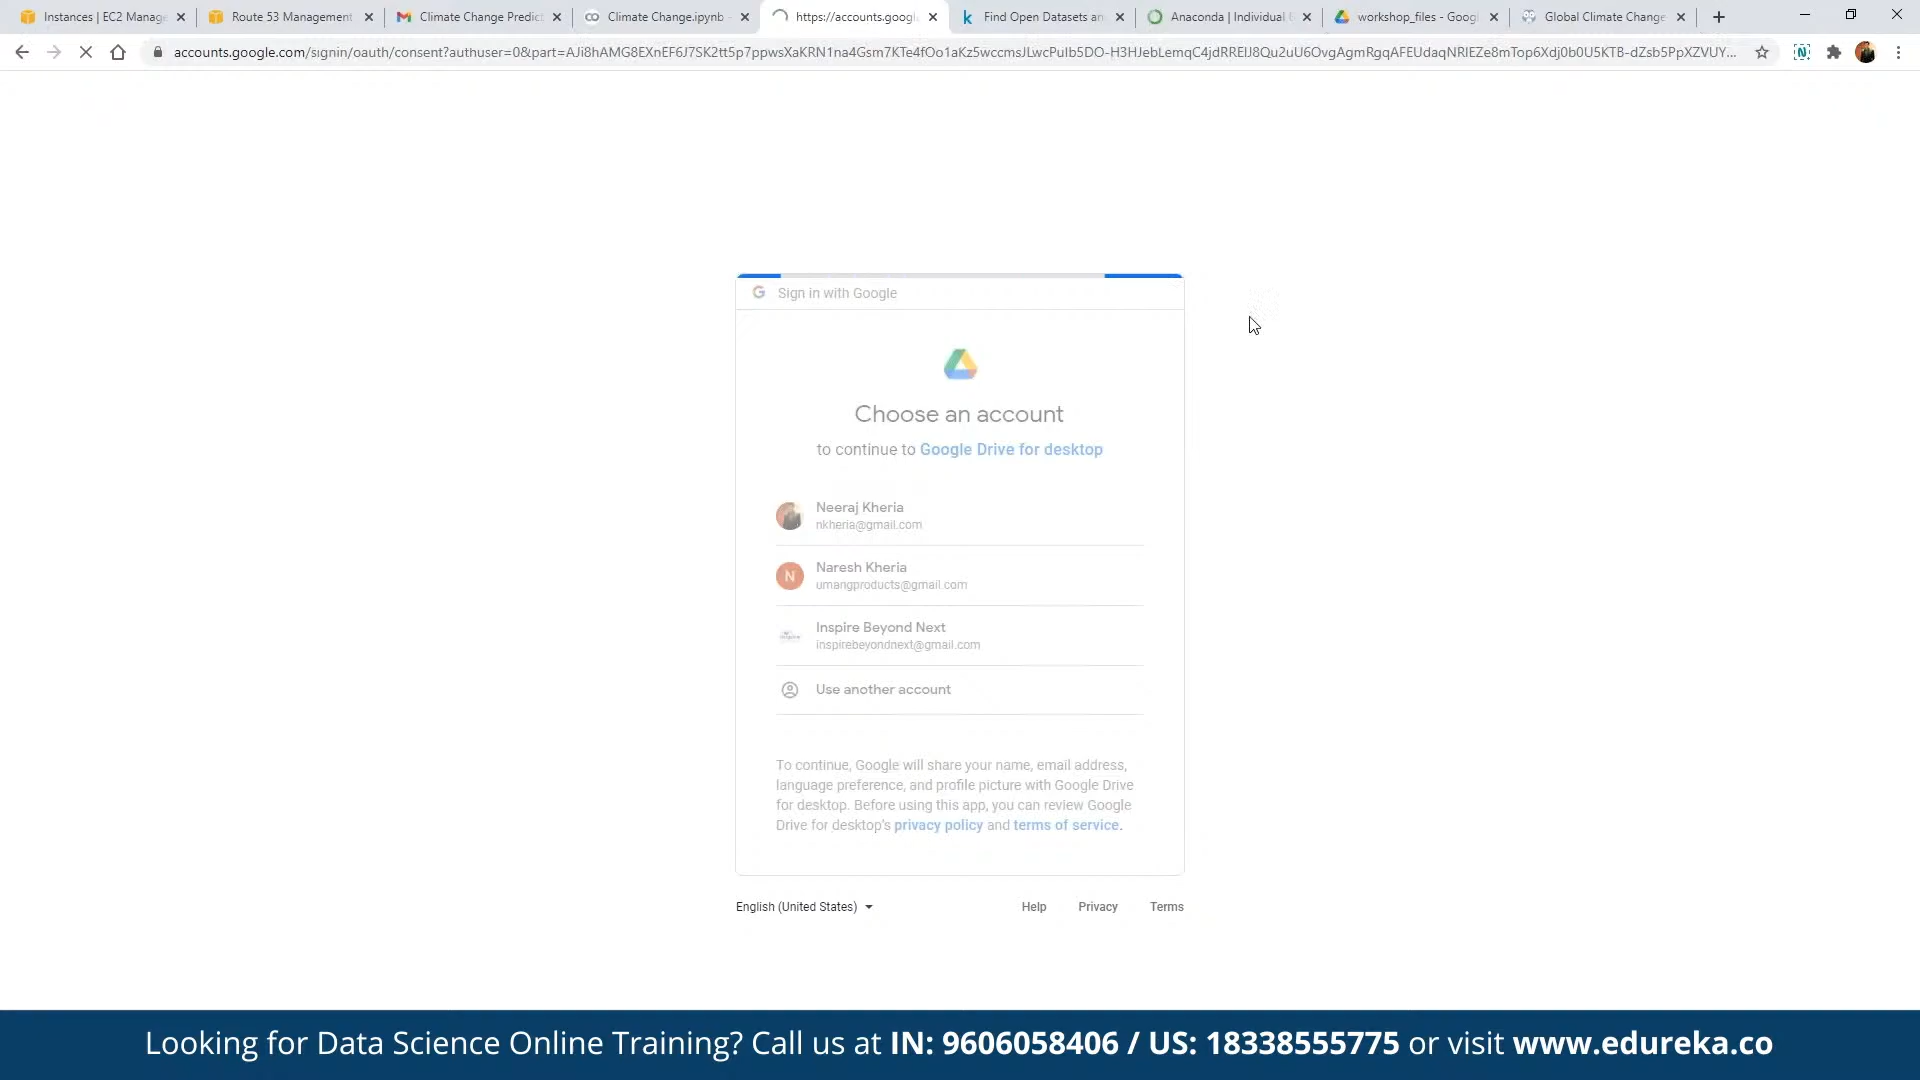 Instances | EC2 Manage
Route 53 Management
Climate Change Predict
Climate Change.ipynb -
https://accounts.google
Find Open Datasets an
Anaconda | Individual E
workshop_files - Googl
Global Climate Change
accounts.google.com/signin/oauth/consent?authuser=0&part=
Sign in with Google
Choose an account
to continue to Google Drive for desktop
Neeraj Kheria
nkheria@gmail.com
N
Naresh Kheria
umangproducts@gmail.com
Inspire Beyond Next
inspirebeyondnext@gmail.com
Use another account
To continue, Google will share your name, email address,
language preference, and profile picture with Google Drive
for desktop. Before using this app, you can review Google
Drive for desktop's privacy policy and terms of service.
English (United States)
Help
Privacy
Terms
Looking for Data Science Online Training? Call us at IN: 9606058406 / US: 18338555775 or visit www.edureka.co